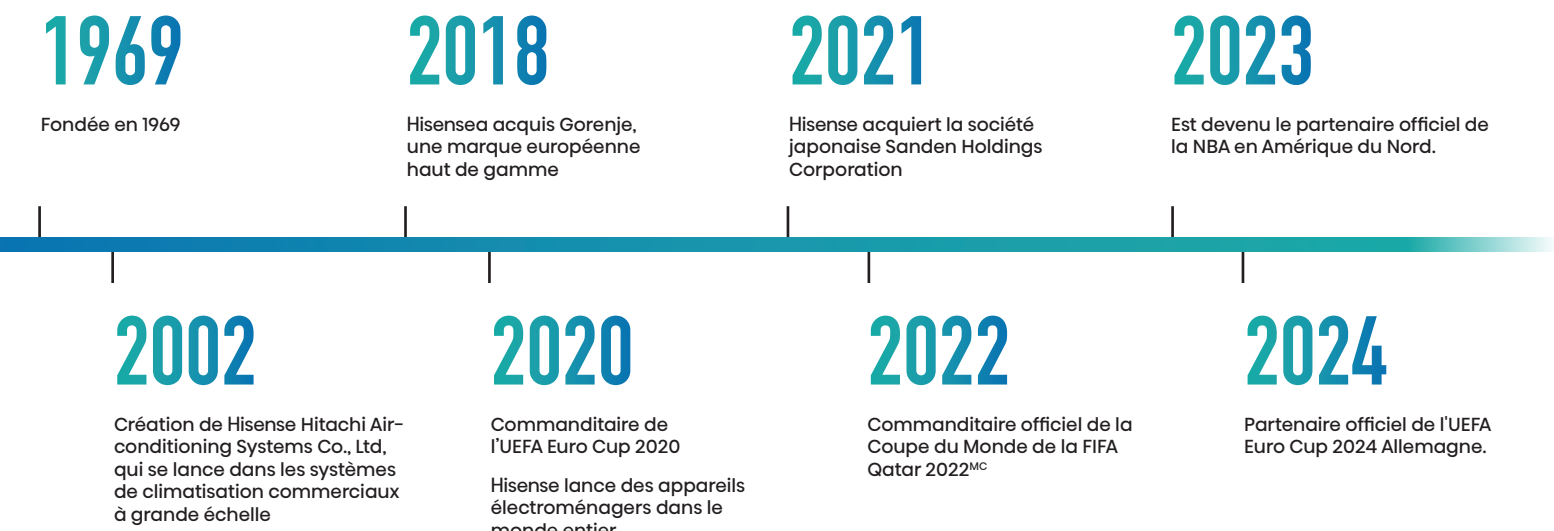 1969
Fondée en 1969
2018
Hisensea acquis Gorenje,
une marque européenne
haut de gamme
2021
Hisense acquiert la société
japonaise Sanden Holdings
Corporation
2023
Est devenu le partenaire officiel de
la NBA en Amérique du Nord.
2002
Création de Hisense Hitachi Air-
conditioning Systems Co., Ltd,
qui se lance dans les systèmes
de climatisation commerciaux
à grande échelle
2020
Commanditaire de
l’UEFA Euro Cup 2020
Hisense lance des appareils
électroménagers dans le
monde entier
2022
Commanditaire officiel de la
Coupe du Monde de la FIFA
Qatar 2022ᴹᶜ
2024
Partenaire officiel de l'UEFA
Euro Cup 2024 Allemagne.